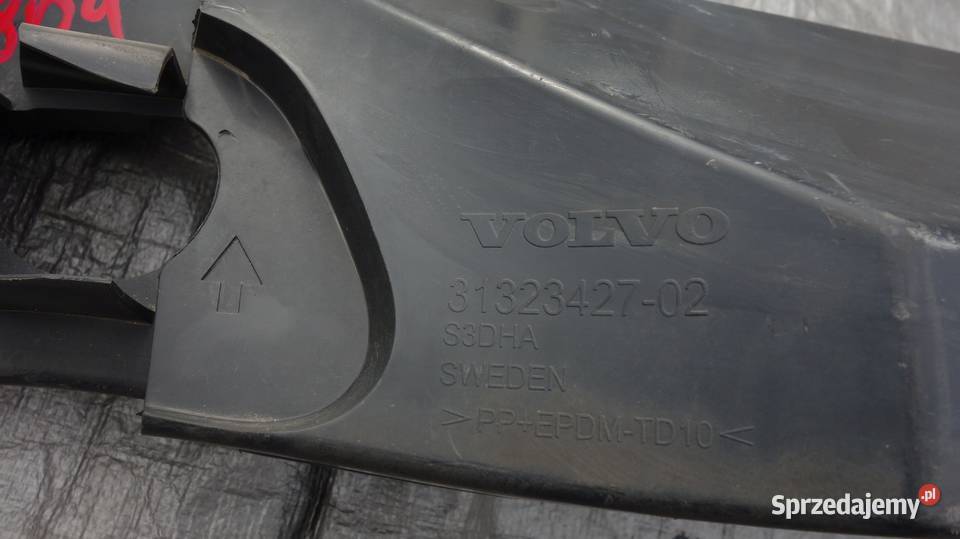 VOLVO
31323427-02
S3DHA
SWEDEN
>PP+EPDM-TD10<
Sprzedajemy.pl